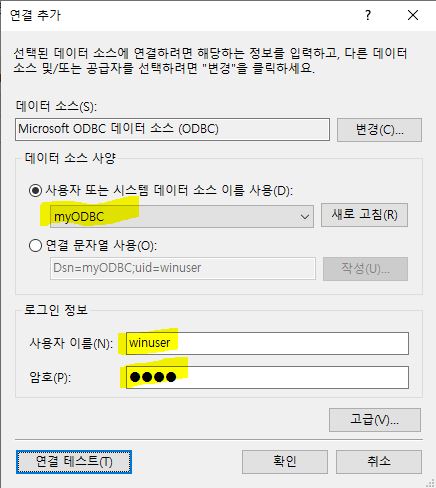 연결 추가
선택된 데이터 소스에 연결하려면 해당하는 정보를 입력하고, 다른 데이터
소스 및/또는 공급자를 선택하려면 "변경"을 클릭하세요.
데이터 소스(S):
Microsoft ODBC 데이터 소스 (ODBC)
변경(C)...
데이터 소스 사양
사용자 또는 시스템 데이터 소스 이름 사용(D):
myODBC
새로 고침(R)
연결 문자열 사용(O):
Dsn=myODBC;uid=winuser
작성(U)...
로그인 정보
사용자 이름(N):
winuser
암호(P):
●●●●
고급(V)...
연결 테스트(T)
확인
취소